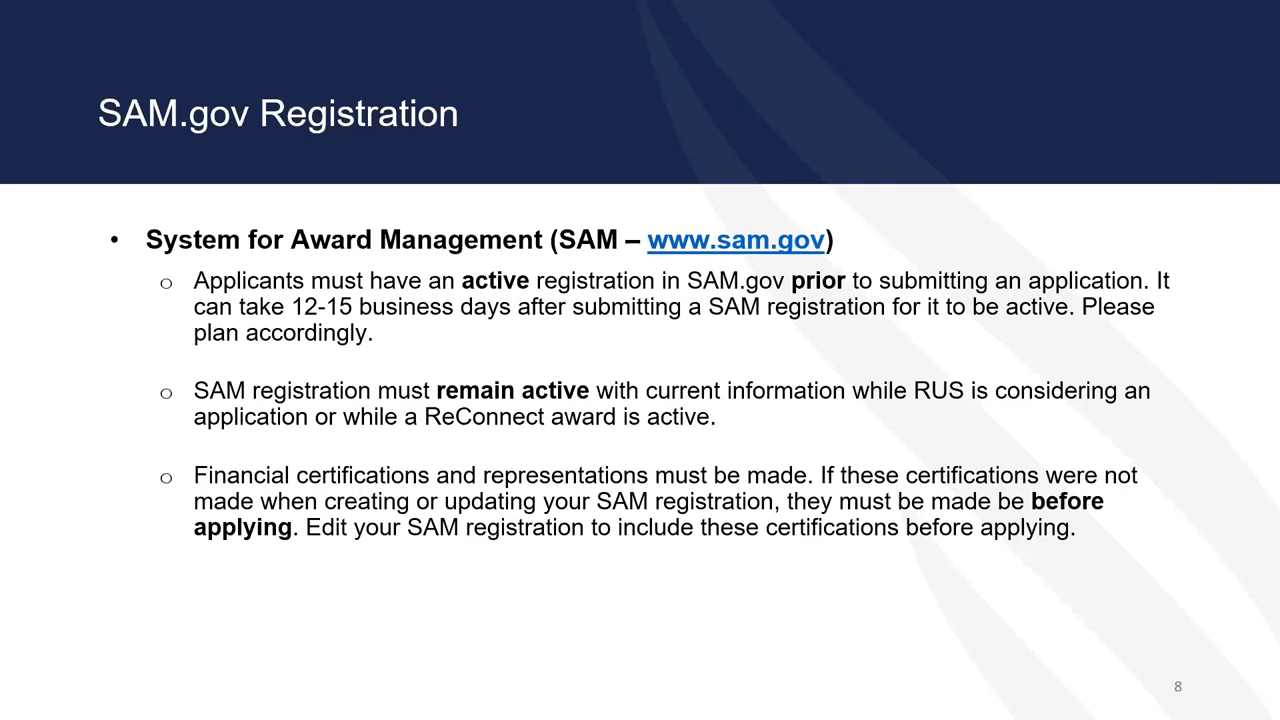 SAM.gov Registration
• System for Award Management (SAM – www.sam.gov)
o Applicants must have an active registration in SAM.gov prior to submitting an application. It
can take 12-15 business days after submitting a SAM registration for it to be active. Please
plan accordingly.
o SAM registration must remain active with current information while RUS is considering an
application or while a ReConnect award is active.
o Financial certifications and representations must be made. If these certifications were not
made when creating or updating your SAM registration, they must be made be before
applying. Edit your SAM registration to include these certifications before applying.
8